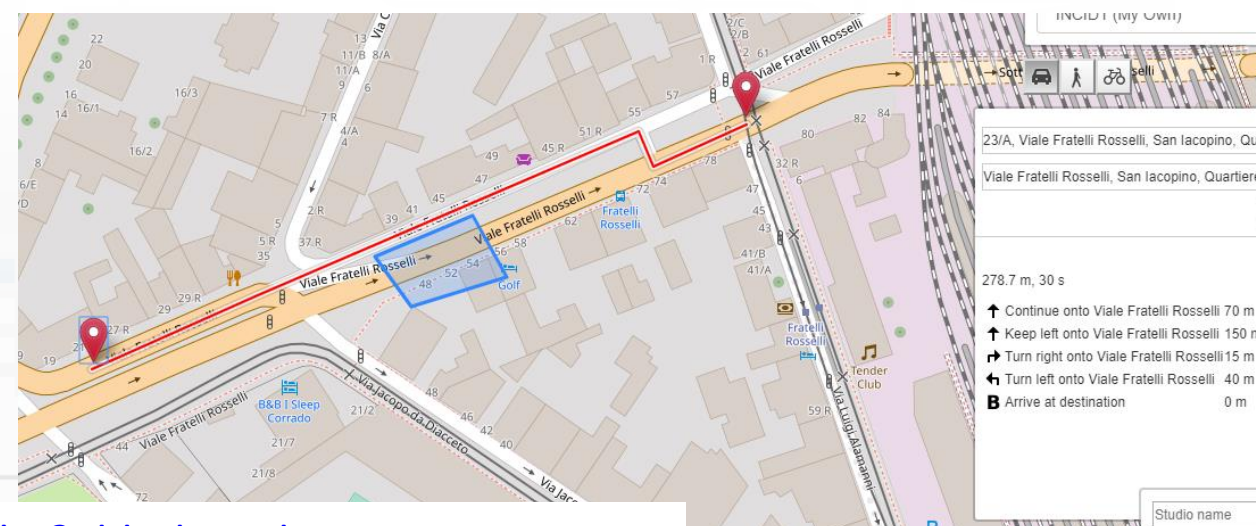 INCIDT (My Own)
23/A, Viale Fratelli Rosselli, San Iacopino, Qu
Viale Fratelli Rosselli, San Iacopino, Quartiere
278.7 m, 30 s
Continue onto Viale Fratelli Rosselli 70 m
Keep left onto Viale Fratelli Rosselli 150 m
Turn right onto Viale Fratelli Rosselli 15 m
Turn left onto Viale Fratelli Rosselli 40 m
B Arrive at destination 0 m
Studio name
Viale Fratelli Rosselli
Viale Fratelli Rosselli
Viale Fratelli Rosselli
Viale Fratelli Rosselli
Fratelli
Rosselli
Golf
Fratelli
Rosselli
Tender
Club
B&B I Sleep
Corrado
Via Jacopo da Diacceto
Via Luigi Alamanni
22
20
16
16/1
14
16/2
16/3
13
11/B
8/A
11/A
9
6
7 R
4/A
4
2/R
5
5 R
37 R
35
39
41
45
49
45 R
51 R
55
57
1 R
2/C
2/B
2
61
29
29 R
27 R
19
8
48
52
54
56
58
62
72
74
78
80
82
84
32 R
6
47
45
43
41/B
41/A
59 R
44
72
21/2
21/7
21/8
48
46
42
40